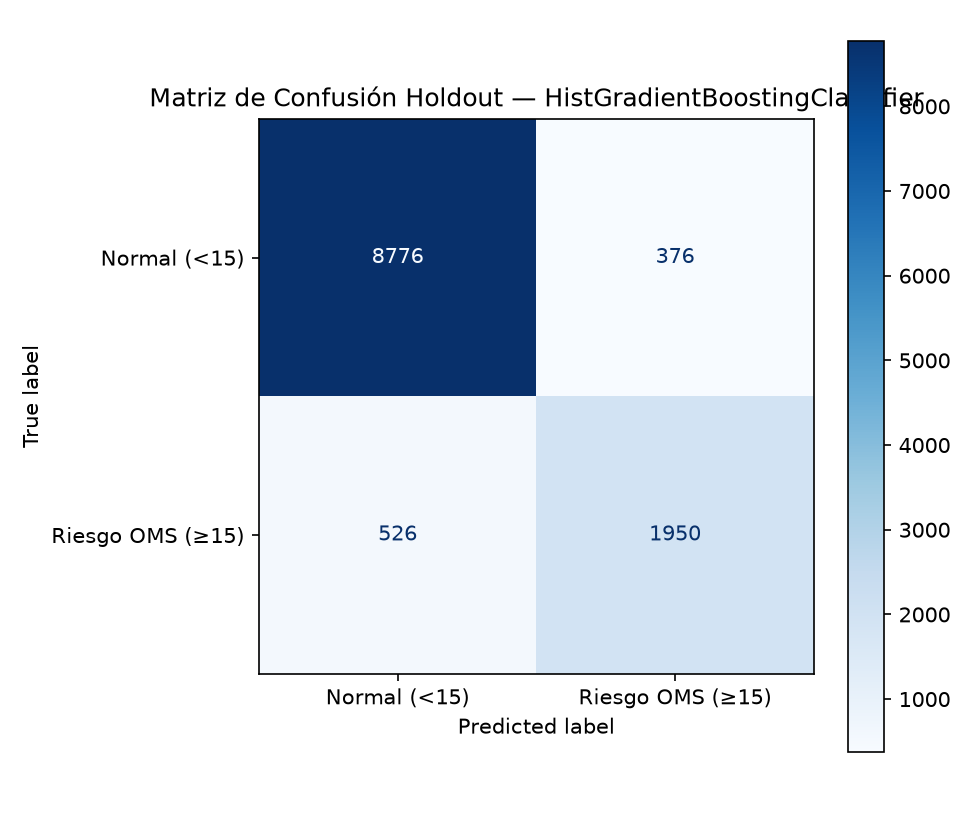 Matriz de Confusión Holdout — HistGradientBoostingClassifier
8000
7000
6000
5000
4000
3000
2000
1000
True label
Normal (<15)
8776
376
Riesgo OMS (≥15)
526
1950
Normal (<15)
Riesgo OMS (≥15)
Predicted label